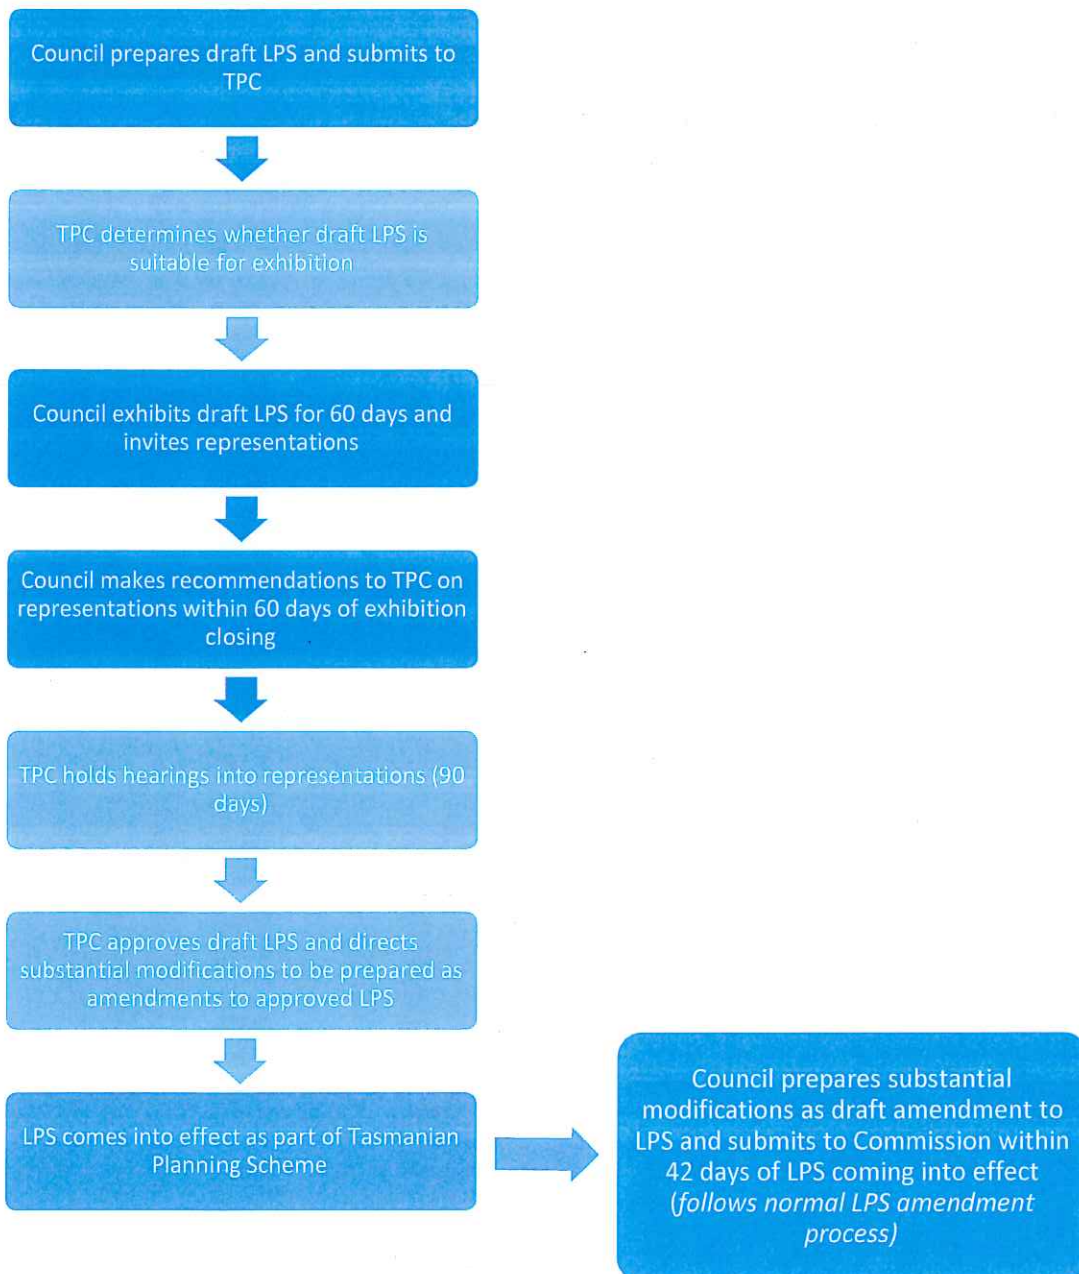 Council prepares draft LPS and submits to
TPC
TPC determines whether draft LPS is
suitable for exhibition
Council exhibits draft LPS for 60 days and
invites representations
Council makes recommendations to TPC on
representations within 60 days of exhibition
closing
TPC holds hearings into representations (90
days)
TPC approves draft LPS and directs
substantial modifications to be prepared as
amendments to approved LPS
LPS comes into effect as part of Tasmanian
Planning Scheme
Council prepares substantial
modifications as draft amendment to
LPS and submits to Commission within
42 days of LPS coming into effect
(follows normal LPS amendment
process)